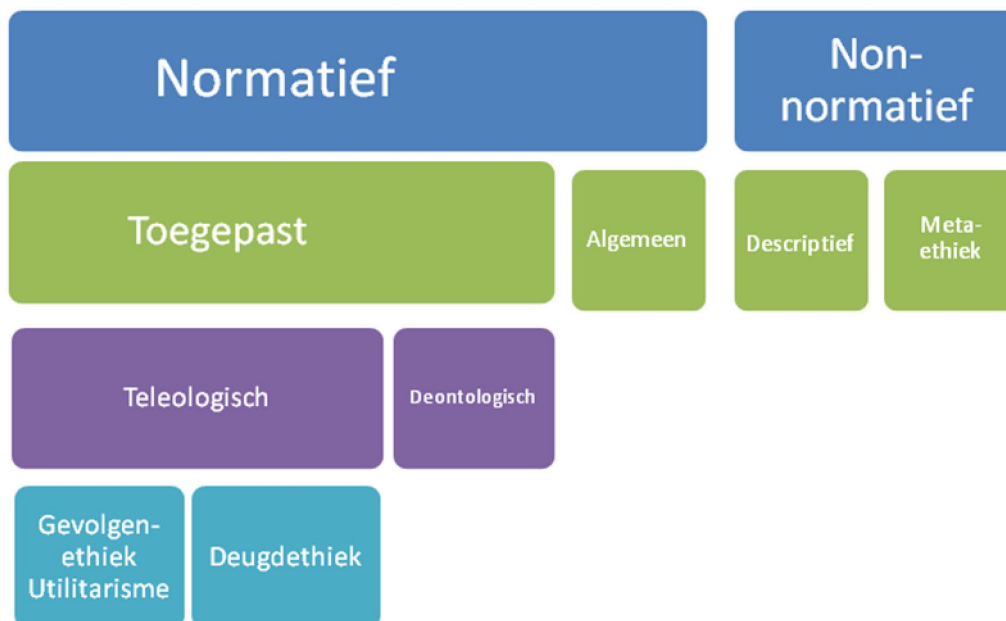 Normatief
Non-
normatief
Toegepast
Algemeen
Descriptief
Meta-
ethiek
Teleologisch
Deontologisch
Gevolgen-
ethiek
Utilitarisme
Deugdethiek